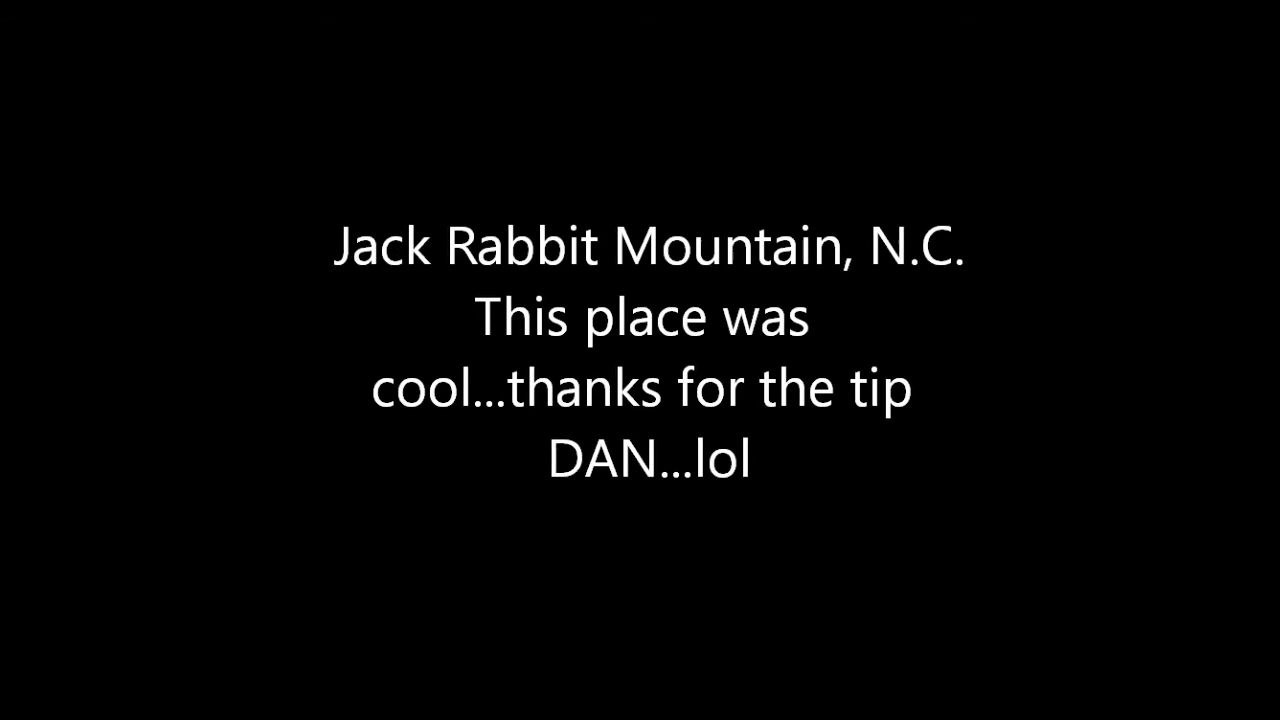 Jack Rabbit Mountain, N.C.
This place was
cool...thanks for the tip
DAN...lol